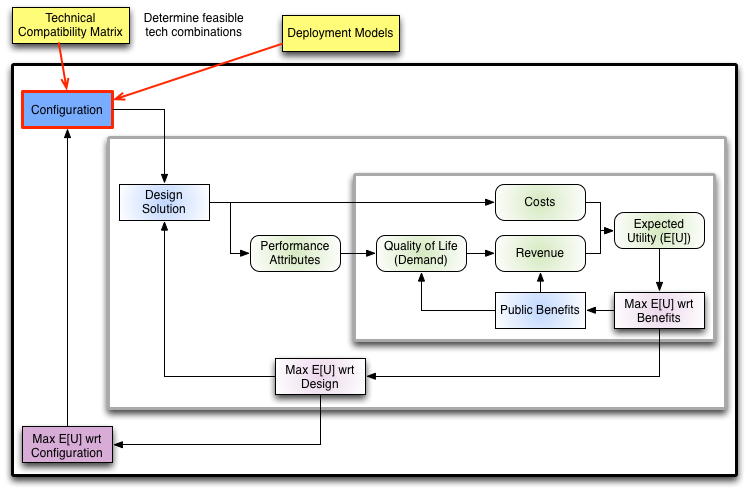 Technical
Compatibility Matrix
Determine feasible
tech combinations
Deployment Models
Configuration
Design
Solution
Costs
Expected
Utility (E[U])
Performance
Attributes
Quality of Life
(Demand)
Revenue
Public Benefits
Max E[U] wrt
Benefits
Max E[U] wrt
Design
Max E[U] wrt
Configuration